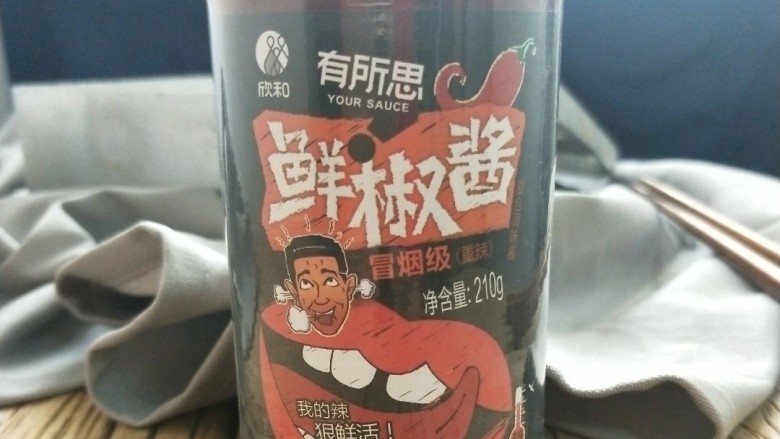 欣和
有所思
YOUR SAUCE
鲜椒酱
冒烟级(重辣)
净含量:210g
我的辣
狠鲜活!